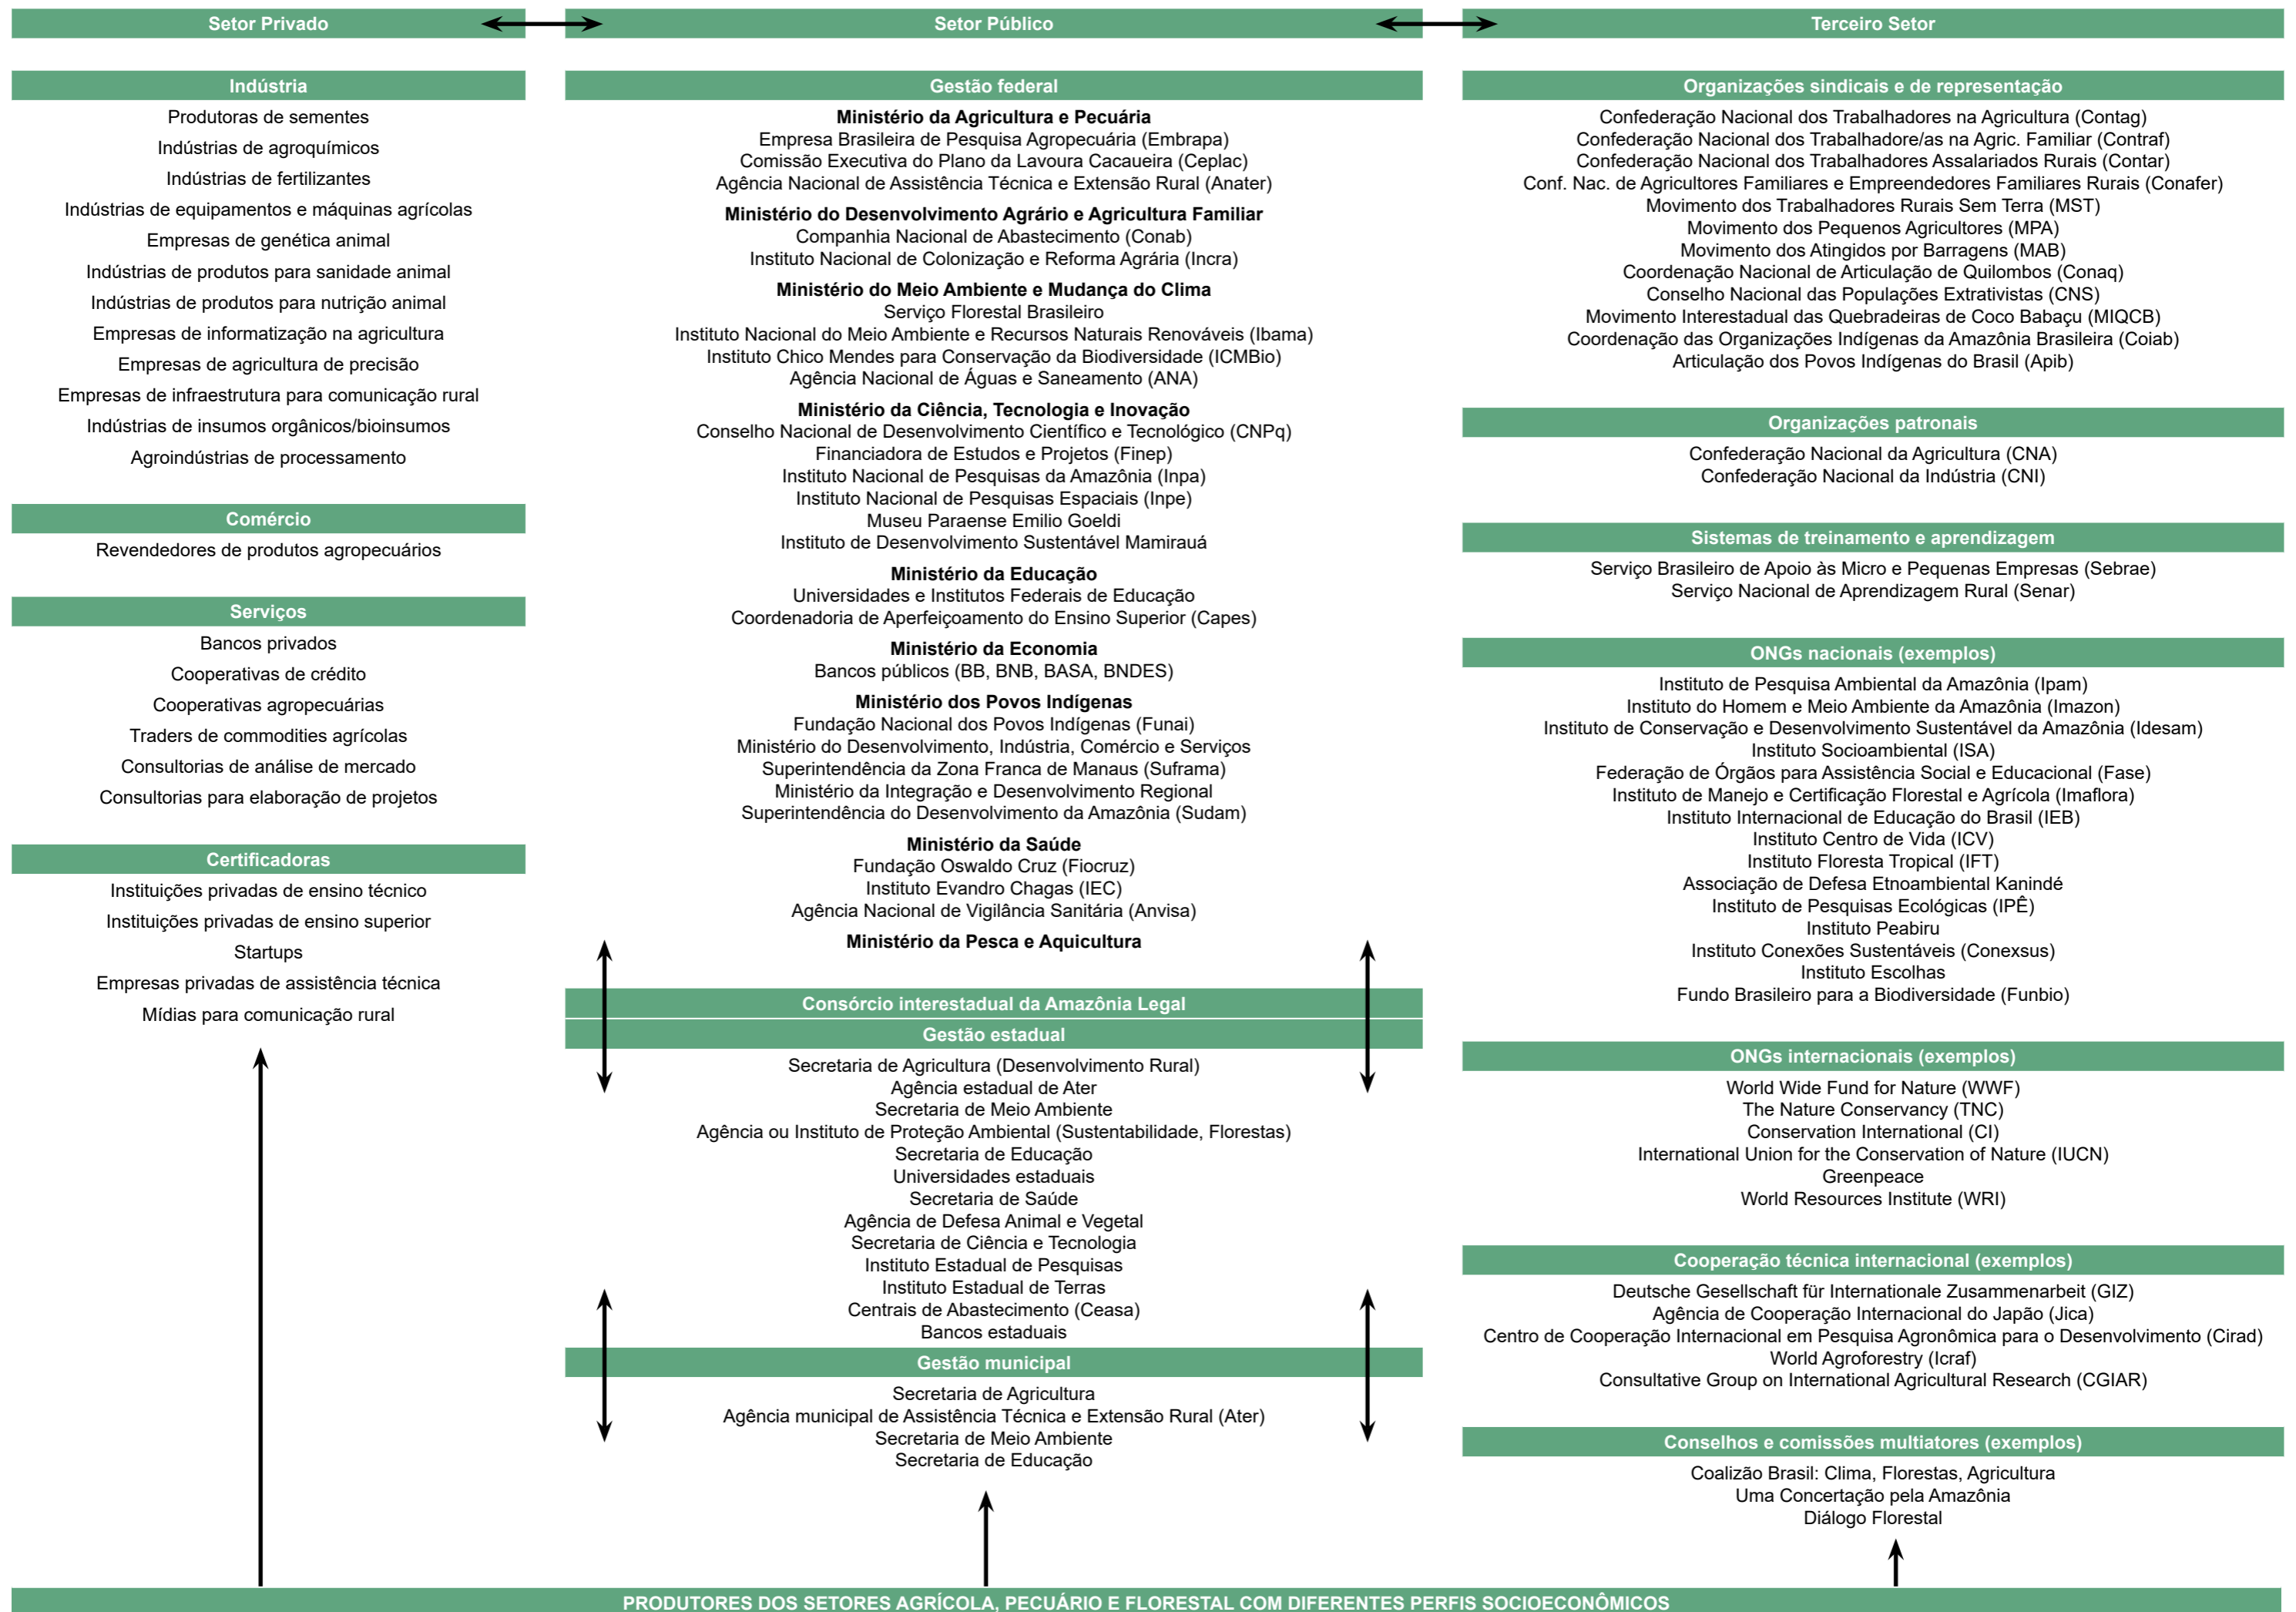 Setor Privado
Setor Público
Terceiro Setor
Indústria
Produtoras de sementes
Indústrias de agroquímicos
Indústrias de fertilizantes
Indústrias de equipamentos e máquinas agrícolas
Empresas de genética animal
Indústrias de produtos para sanidade animal
Indústrias de produtos para nutrição animal
Empresas de informatização na agricultura
Empresas de agricultura de precisão
Empresas de infraestrutura para comunicação rural
Indústrias de insumos orgânicos/bioinsumos
Agroindústrias de processamento
Comércio
Revendedores de produtos agropecuários
Serviços
Bancos privados
Cooperativas de crédito
Cooperativas agropecuárias
Traders de commodities agrícolas
Consultorias de análise de mercado
Consultorias para elaboração de projetos
Certificadoras
Instituições privadas de ensino técnico
Instituições privadas de ensino superior
Startups
Empresas privadas de assistência técnica
Mídias para comunicação rural
Gestão federal
Ministério da Agricultura e Pecuária
Empresa Brasileira de Pesquisa Agropecuária (Embrapa)
Comissão Executiva do Plano da Lavoura Cacaueira (Ceplac)
Agência Nacional de Assistência Técnica e Extensão Rural (Anater)
Ministério do Desenvolvimento Agrário e Agricultura Familiar
Companhia Nacional de Abastecimento (Conab)
Instituto Nacional de Colonização e Reforma Agrária (Incra)
Ministério do Meio Ambiente e Mudança do Clima
Serviço Florestal Brasileiro
Instituto Nacional do Meio Ambiente e Recursos Naturais Renováveis (Ibama)
Instituto Chico Mendes para Conservação da Biodiversidade (ICMBio)
Agência Nacional de Águas e Saneamento (ANA)
Ministério da Ciência, Tecnologia e Inovação
Conselho Nacional de Desenvolvimento Científico e Tecnológico (CNPq)
Financiadora de Estudos e Projetos (Finep)
Instituto Nacional de Pesquisas da Amazônia (Inpa)
Instituto Nacional de Pesquisas Espaciais (Inpe)
Museu Paraense Emilio Goeldi
Instituto de Desenvolvimento Sustentável Mamirauá
Ministério da Educação
Universidades e Institutos Federais de Educação
Coordenadoria de Aperfeiçoamento do Ensino Superior (Capes)
Ministério da Economia
Bancos públicos (BB, BNB, BASA, BNDES)
Ministério dos Povos Indígenas
Fundação Nacional dos Povos Indígenas (Funai)
Ministério do Desenvolvimento, Indústria, Comércio e Serviços
Superintendência da Zona Franca de Manaus (Suframa)
Ministério da Integração e Desenvolvimento Regional
Superintendência do Desenvolvimento da Amazônia (Sudam)
Ministério da Saúde
Fundação Oswaldo Cruz (Fiocruz)
Instituto Evandro Chagas (IEC)
Agência Nacional de Vigilância Sanitária (Anvisa)
Ministério da Pesca e Aquicultura
Consórcio interestadual da Amazônia Legal
Gestão estadual
Secretaria de Agricultura (Desenvolvimento Rural)
Agência estadual de Ater
Secretaria de Meio Ambiente
Agência ou Instituto de Proteção Ambiental (Sustentabilidade, Florestas)
Secretaria de Educação
Universidades estaduais
Secretaria de Saúde
Agência de Defesa Animal e Vegetal
Secretaria de Ciência e Tecnologia
Instituto Estadual de Pesquisas
Instituto Estadual de Terras
Centrais de Abastecimento (Ceasa)
Bancos estaduais
Gestão municipal
Secretaria de Agricultura
Agência municipal de Assistência Técnica e Extensão Rural (Ater)
Secretaria de Meio Ambiente
Secretaria de Educação
Organizações sindicais e de representação
Confederação Nacional dos Trabalhadores na Agricultura (Contag)
Confederação Nacional dos Trabalhadore/as na Agric. Familiar (Contraf)
Confederação Nacional dos Trabalhadores Assalariados Rurais (Contar)
Conf. Nac. de Agricultores Familiares e Empreendedores Familiares Rurais (Conafer)
Movimento dos Trabalhadores Rurais Sem Terra (MST)
Movimento dos Pequenos Agricultores (MPA)
Movimento dos Atingidos por Barragens (MAB)
Coordenação Nacional de Articulação de Quilombos (Conaq)
Conselho Nacional das Populações Extrativistas (CNS)
Movimento Interestadual das Quebradeiras de Coco Babaçu (MIQCB)
Coordenação das Organizações Indígenas da Amazônia Brasileira (Coiab)
Articulação dos Povos Indígenas do Brasil (Apib)
Organizações patronais
Confederação Nacional da Agricultura (CNA)
Confederação Nacional da Indústria (CNI)
Sistemas de treinamento e aprendizagem
Serviço Brasileiro de Apoio às Micro e Pequenas Empresas (Sebrae)
Serviço Nacional de Aprendizagem Rural (Senar)
ONGs nacionais (exemplos)
Instituto de Pesquisa Ambiental da Amazônia (Ipam)
Instituto do Homem e Meio Ambiente da Amazônia (Imazon)
Instituto de Conservação e Desenvolvimento Sustentável da Amazônia (Idesam)
Instituto Socioambiental (ISA)
Federação de Órgãos para Assistência Social e Educacional (Fase)
Instituto de Manejo e Certificação Florestal e Agrícola (Imaflora)
Instituto Internacional de Educação do Brasil (IEB)
Instituto Centro de Vida (ICV)
Instituto Floresta Tropical (IFT)
Associação de Defesa Etnoambiental Kanindé
Instituto de Pesquisas Ecológicas (IPÊ)
Instituto Peabiru
Instituto Conexões Sustentáveis (Conexsus)
Instituto Escolhas
Fundo Brasileiro para a Biodiversidade (Funbio)
ONGs internacionais (exemplos)
World Wide Fund for Nature (WWF)
The Nature Conservancy (TNC)
Conservation International (CI)
International Union for the Conservation of Nature (IUCN)
Greenpeace
World Resources Institute (WRI)
Cooperação técnica internacional (exemplos)
Deutsche Gesellschaft für Internationale Zusammenarbeit (GIZ)
Agência de Cooperação Internacional do Japão (Jica)
Centro de Cooperação Internacional em Pesquisa Agronômica para o Desenvolvimento (Cirad)
World Agroforestry (Icraf)
Consultative Group on International Agricultural Research (CGIAR)
Conselhos e comissões multiatores (exemplos)
Coalizão Brasil: Clima, Florestas, Agricultura
Uma Concertação pela Amazônia
Diálogo Florestal
PRODUTORES DOS SETORES AGRÍCOLA, PECUÁRIO E FLORESTAL COM DIFERENTES PERFIS SOCIOECONÔMICOS